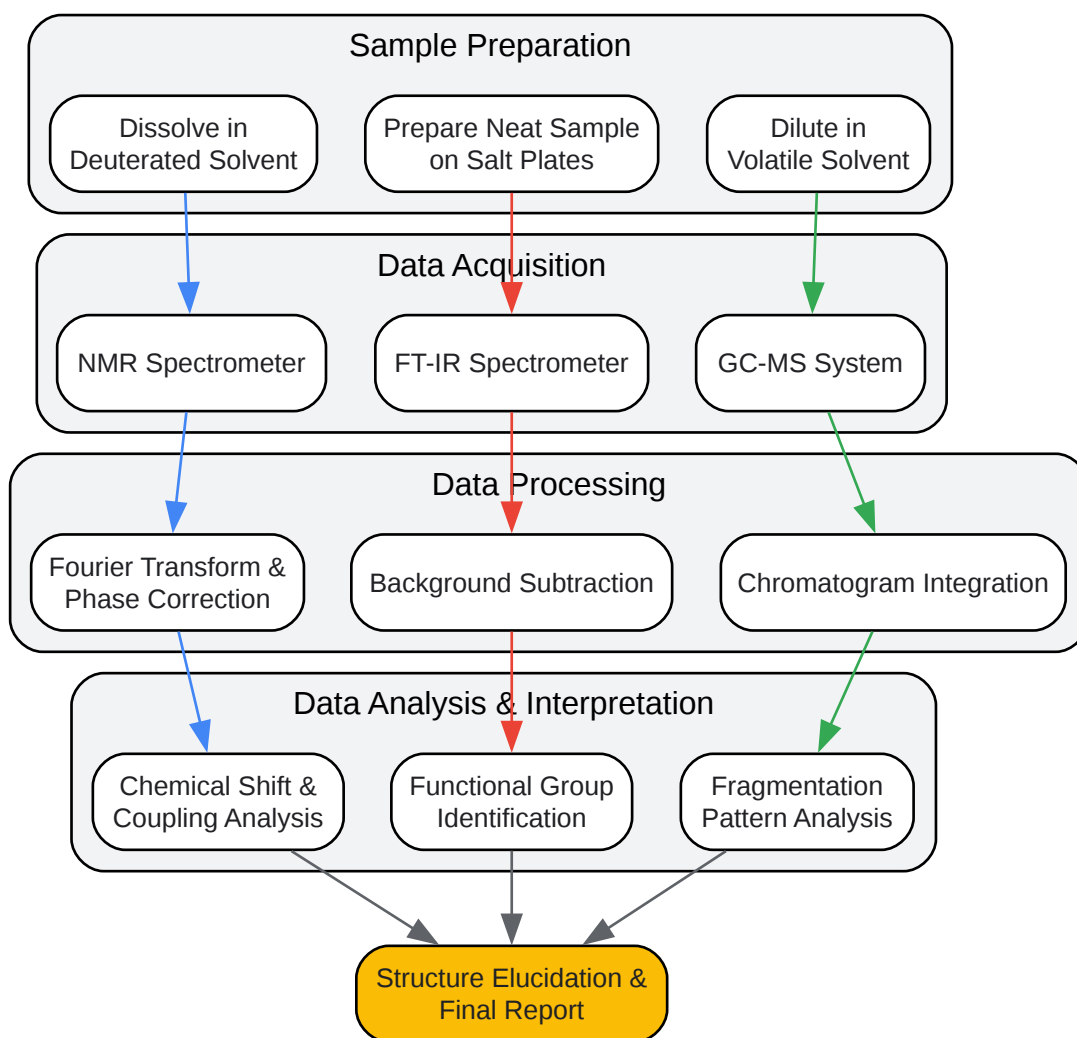 Sample Preparation
Dissolve in
Deuterated Solvent
Prepare Neat Sample
on Salt Plates
Dilute in
Volatile Solvent
Data Acquisition
NMR Spectrometer
FT-IR Spectrometer
GC-MS System
Data Processing
Fourier Transform &
Phase Correction
Background Subtraction
Chromatogram Integration
Data Analysis & Interpretation
Chemical Shift &
Coupling Analysis
Functional Group
Identification
Fragmentation
Pattern Analysis
Structure Elucidation &
Final Report